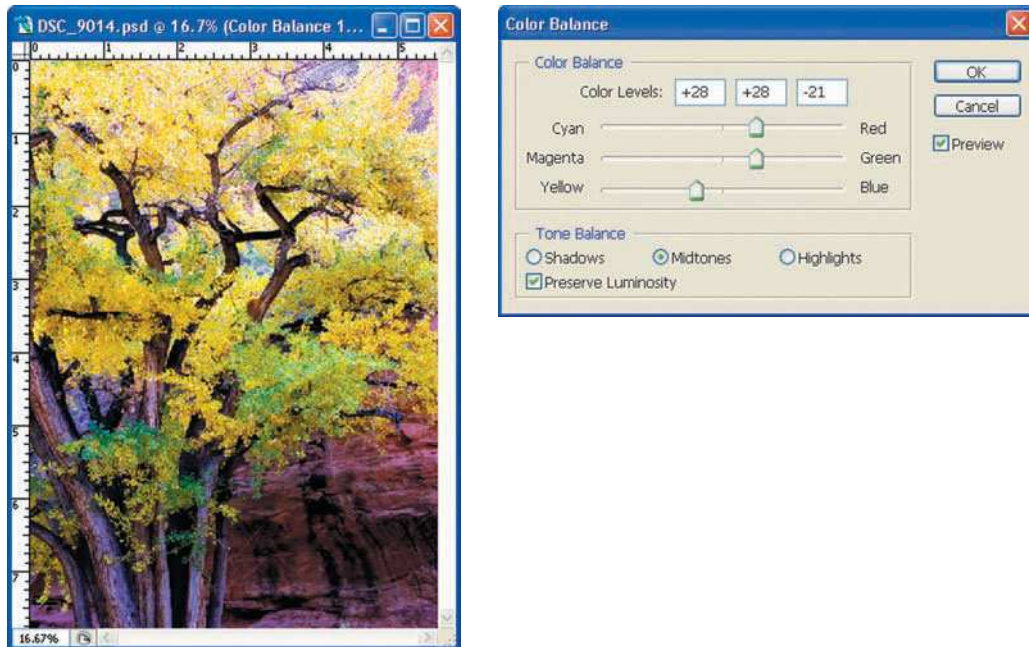 DSC_9014.psd @ 16.7% (Color Balance 1...
0 1 2 3 4 5
0
1
2
3
4
5
6
7
16.67%
Color Balance
Color Balance
Color Levels: +28 +28 -21
Cyan Red
Magenta Green
Yellow Blue
Tone Balance
Shadows Midtones Highlights
Preserve Luminosity
OK
Cancel
Preview